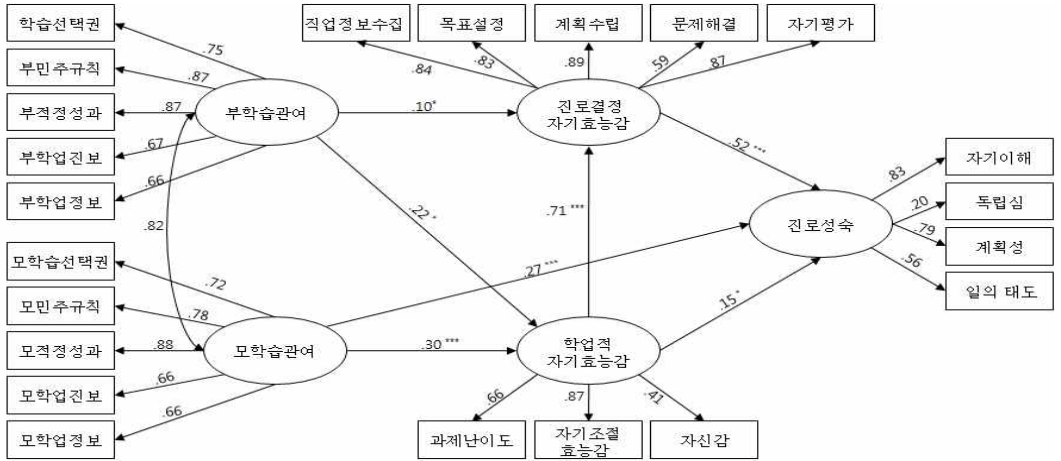 학습선택권
부민주규칙
부적정성과
부학업진보
부학업정보
모학습선택권
모민주규칙
모적정성과
모학업진보
모학업정보
직업정보수집
목표설정
계획수립
문제해결
자기평가
.75
.87
.87
.67
.66
.82
.72
.78
.88
.66
.66
부학습관여
모학습관여
.84
.83
.89
.59
.87
진로결정
자기효능감
.10*
.22 *
.30 ***
.27 ***
.71 ***
.52 ***
.15 *
학업적
자기효능감
.66
.87
.41
과제난이도
자기조절
효능감
자신감
진로성숙
.83
.20
.79
.56
자기이해
독립심
계획성
일의 태도